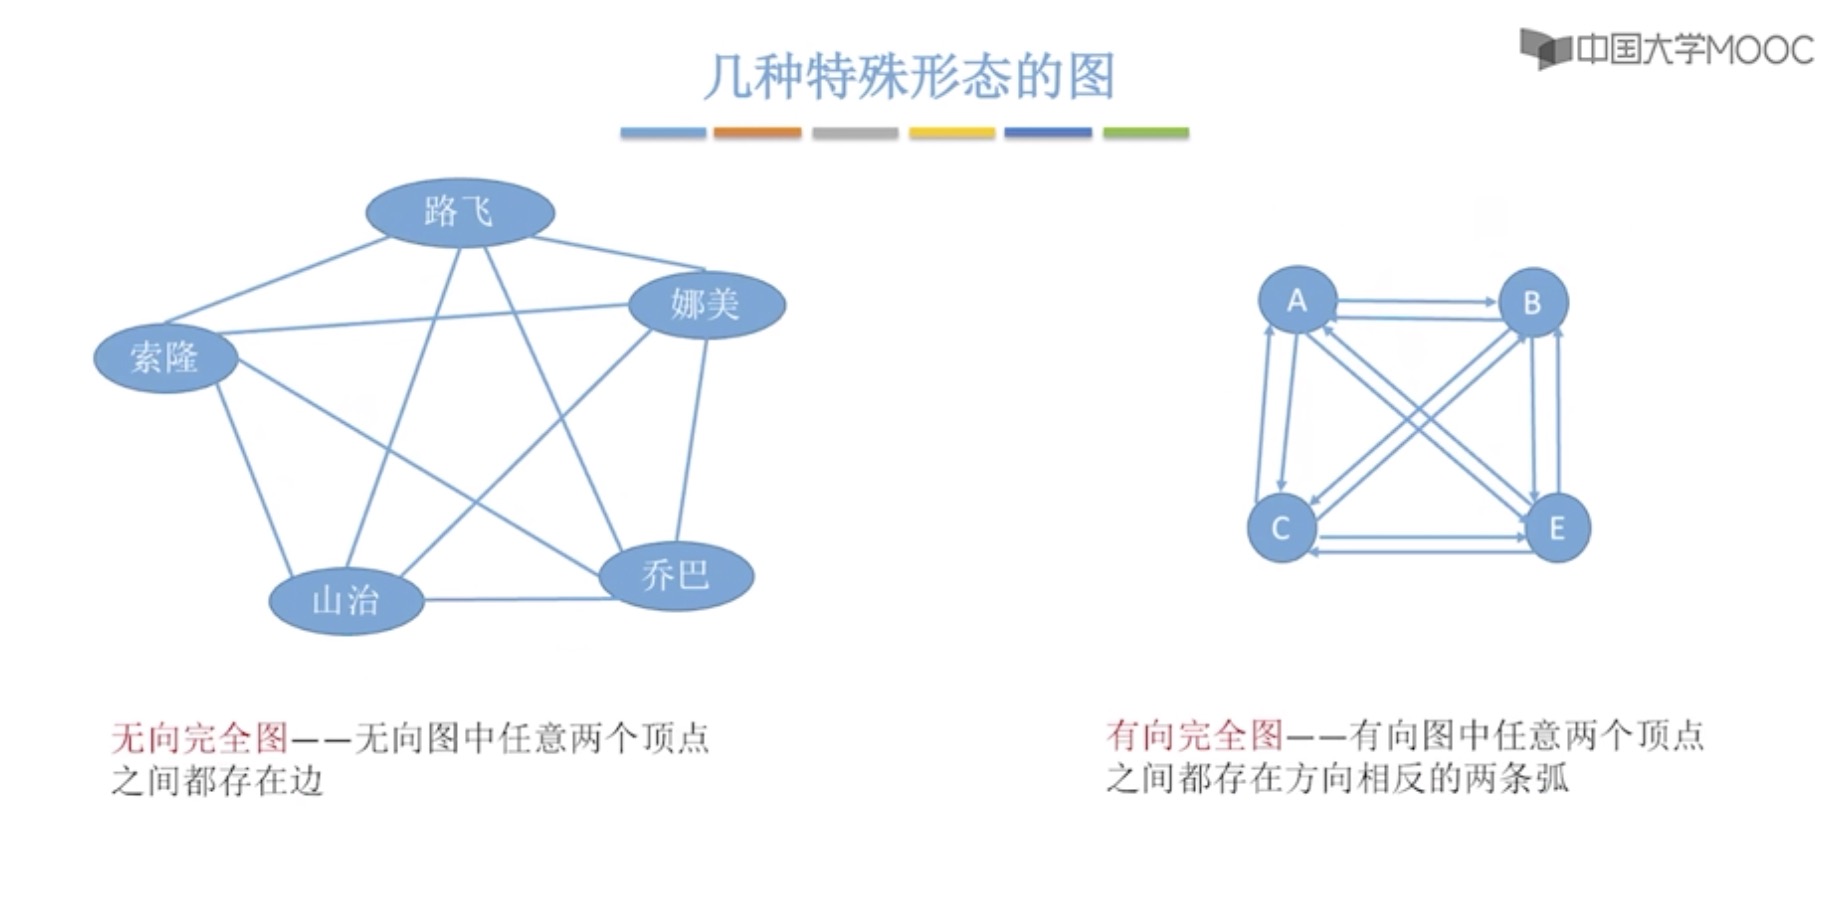 中国大学MOOC
几种特殊形态的图
路飞
娜美
索隆
山治
乔巴
A
B
C
E
无向完全图——无向图中任意两个顶点
之间都存在边
有向完全图——有向图中任意两个顶点
之间都存在方向相反的两条弧